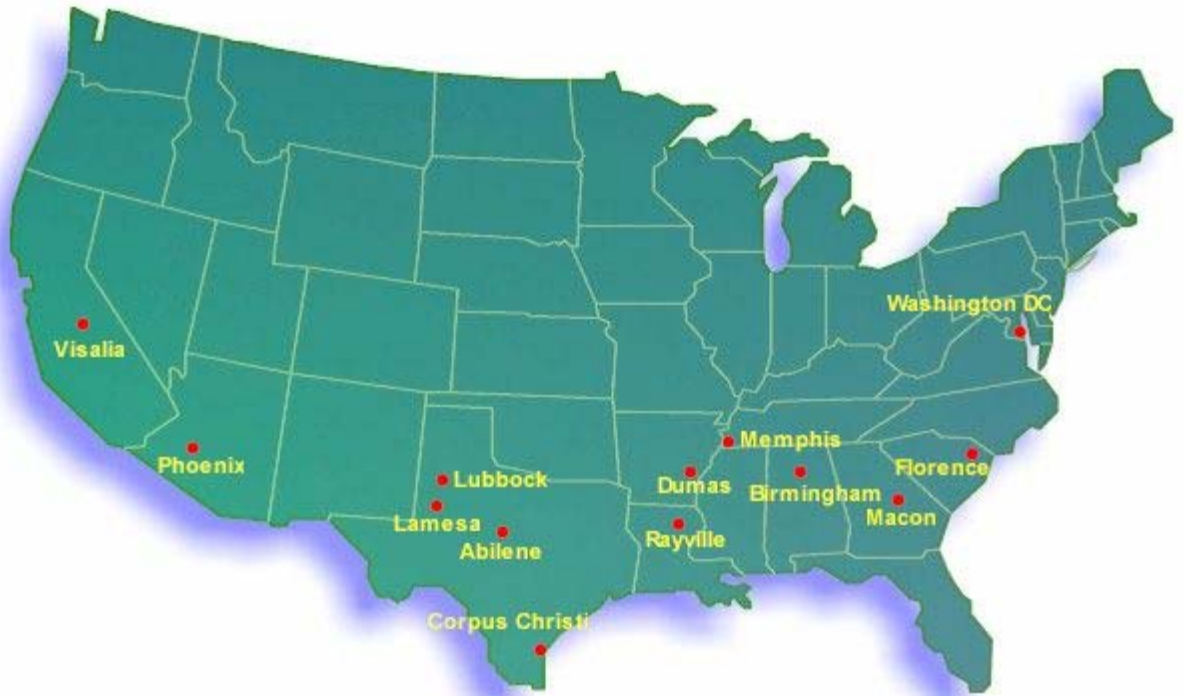 Washington DC
Visalia
Memphis
Phoenix
Florence
Lubbock
Dumas
Birmingham
Macon
Lamesa
Rayville
Abilene
Corpus Christi